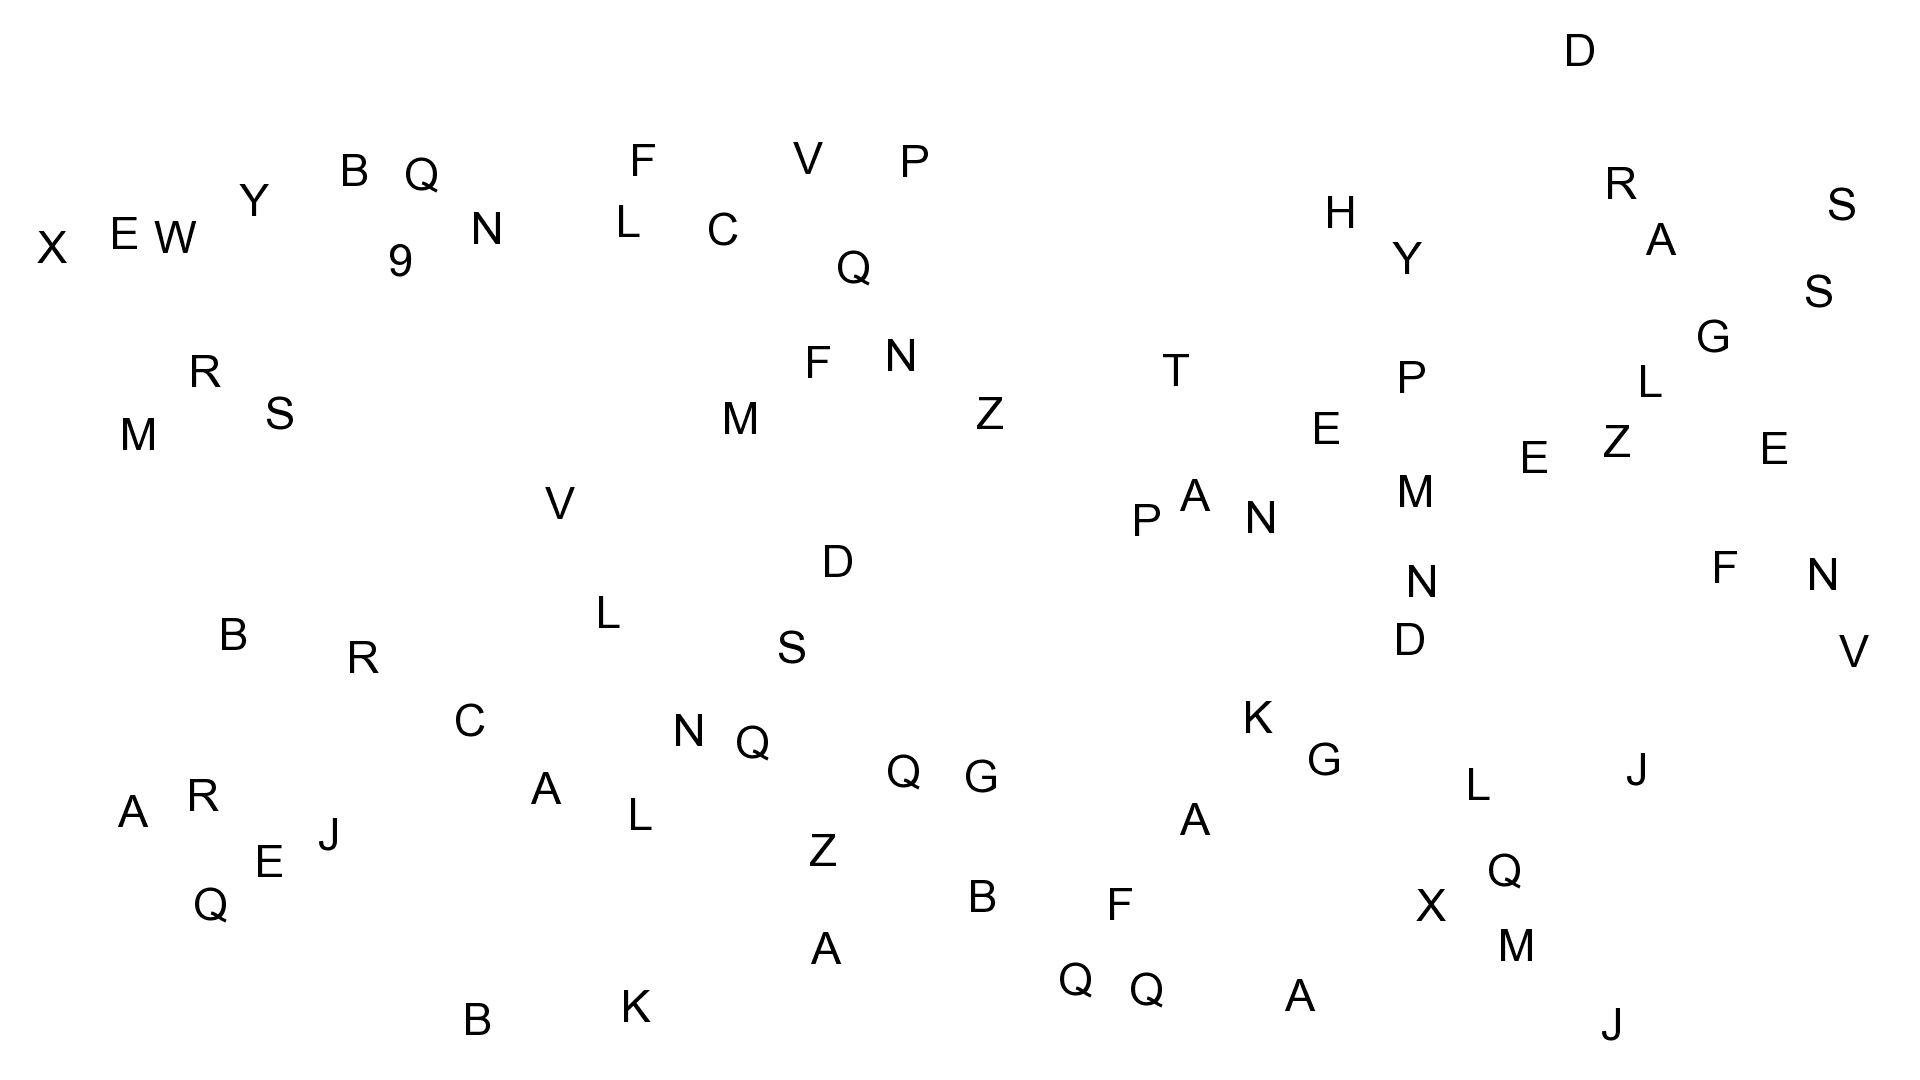 D
B Q F V P
X E W Y 9 N L C Q H Y R A S
S
R F N T P L G
M S M Z E E Z E
V P A N M
D N F N
B R L S D V
C N Q K
A R A L Q G G L J
E J Z A Q
Q B F X
A M
B K Q Q A J